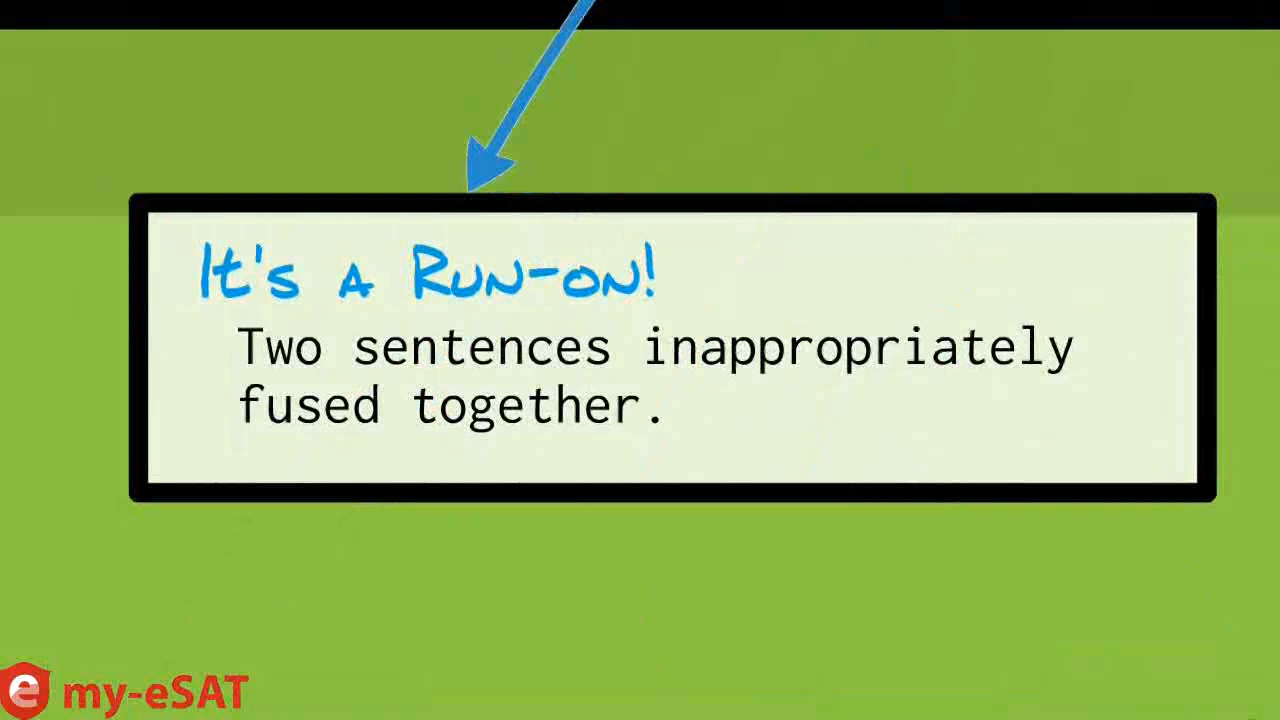 It's a Run-on!
Two sentences inappropriately
fused together.
e my-eSAT